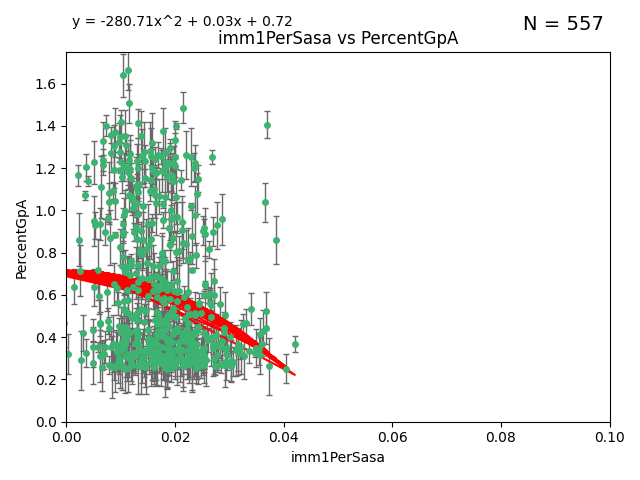 y = -280.71x^2 + 0.03x + 0.72
N = 557
imm1PerSasa vs PercentGpA
PercentGpA
1.6
1.4
1.2
1.0
0.8
0.6
0.4
0.2
0.0
0.00 0.02 0.04 0.06 0.08 0.10
imm1PerSasa